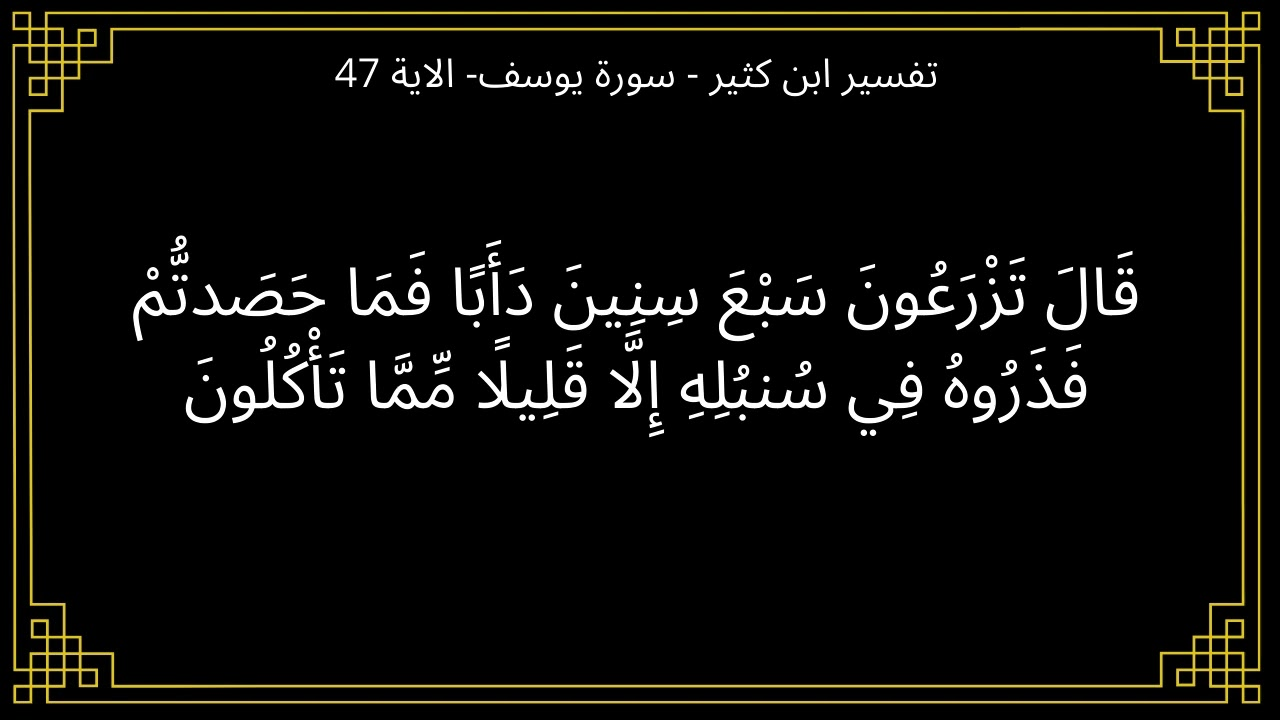 تفسير ابن كثير - سورة يوسف- الاية 47
قَالَ تَزْرَعُونَ سَبْعَ سِنِينَ دَأَبًا فَمَا حَصَدتُّمْ
فَذَرُوهُ فِي سُنبُلِهِ إِلَّا قَلِيلًا مِّمَّا تَأْكُلُونَ